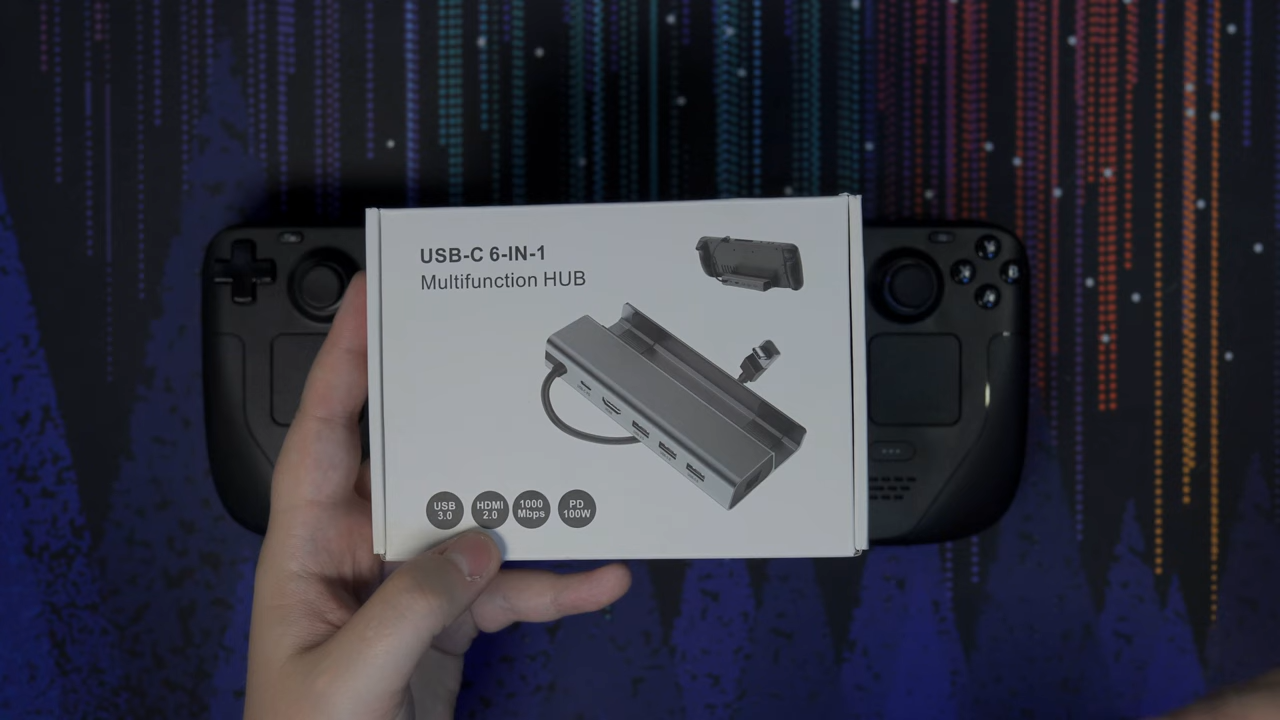 USB-C 6-IN-1
Multifunction HUB
USB
3.0
HDMI
2.0
1000
Mbps
PD
100W